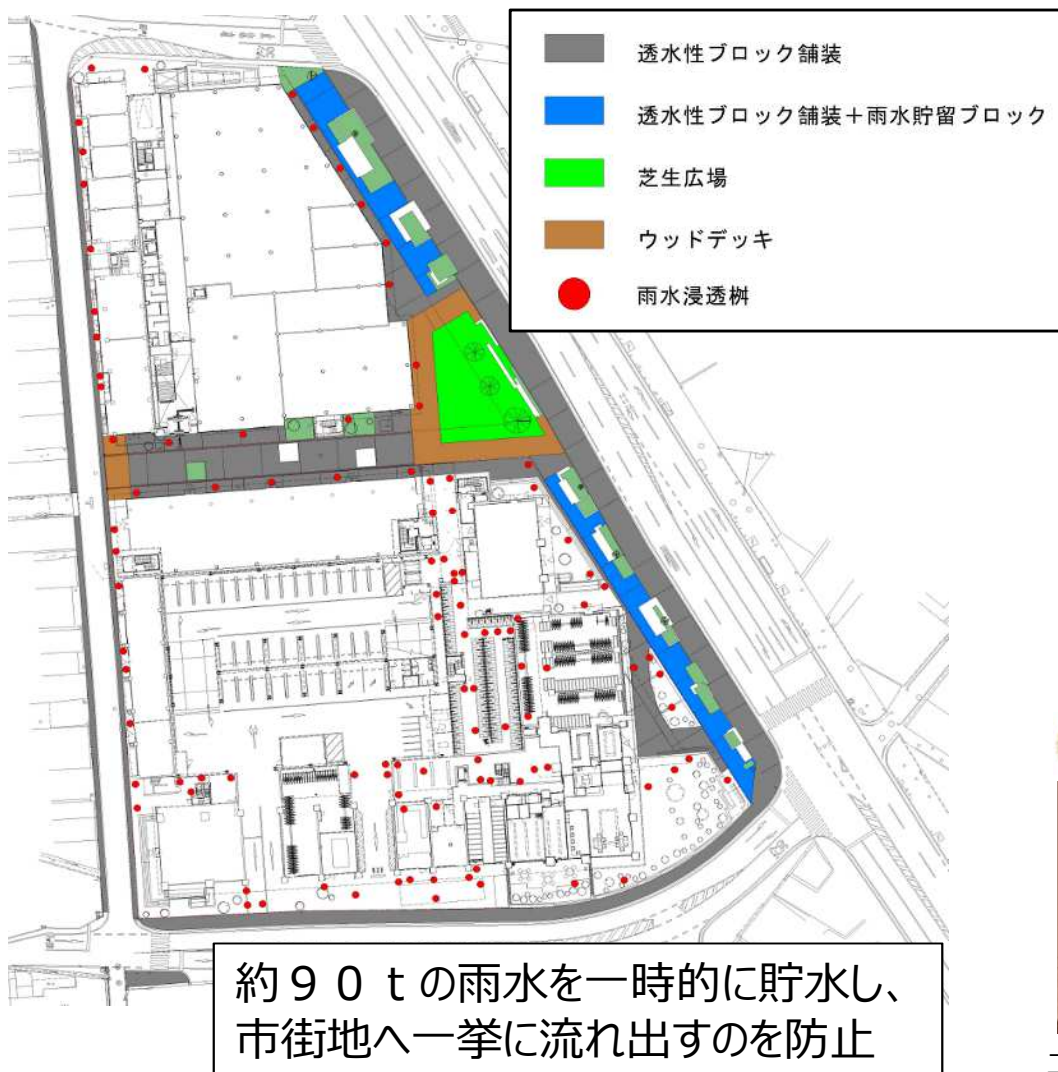 透水性ブロック舗装
透水性ブロック舗装＋雨水貯留ブロック
芝生広場
ウッドデッキ
雨水浸透桝
約９０ｔの雨水を一時的に貯水し、
市街地へ一挙に流れ出すのを防止